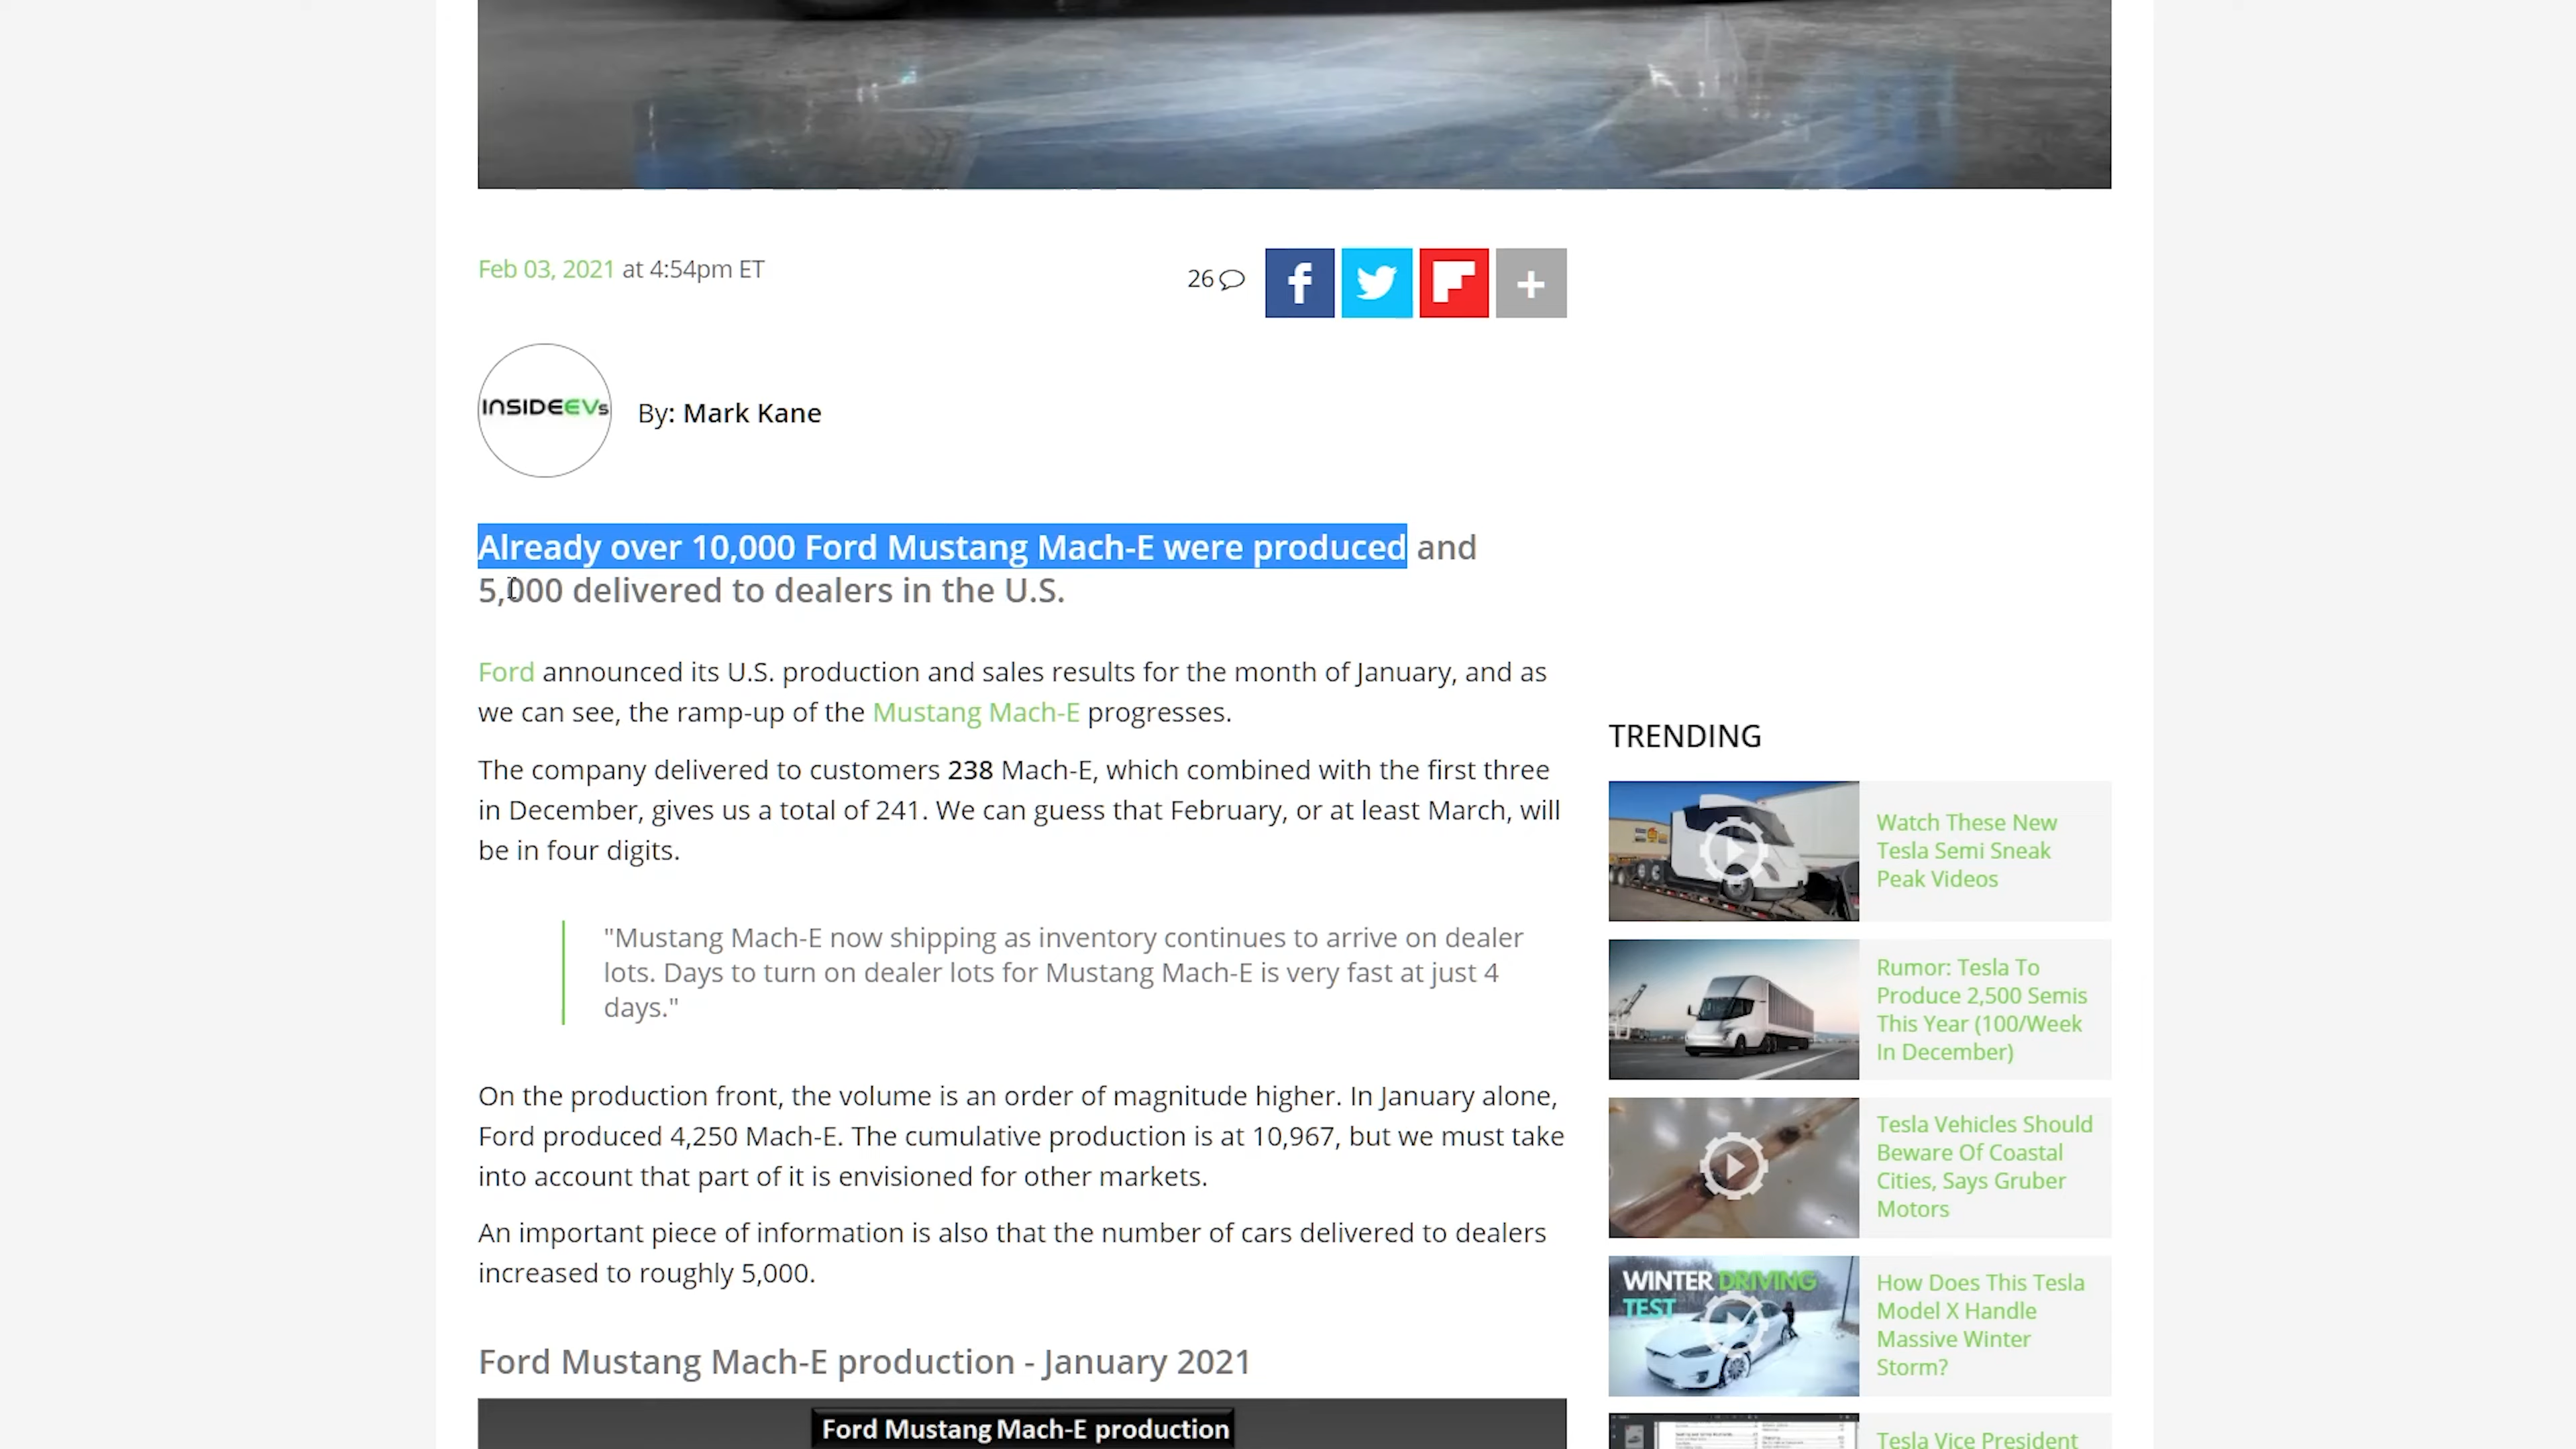 Feb 03, 2021 at 4:54pm ET
26
INSIDEEVs
By: Mark Kane
Already over 10,000 Ford Mustang Mach-E were produced and
5,000 delivered to dealers in the U.S.
Ford announced its U.S. production and sales results for the month of January, and as
we can see, the ramp-up of the Mustang Mach-E progresses.
The company delivered to customers 238 Mach-E, which combined with the first three
in December, gives us a total of 241. We can guess that February, or at least March, will
be in four digits.
"Mustang Mach-E now shipping as inventory continues to arrive on dealer
lots. Days to turn on dealer lots for Mustang Mach-E is very fast at just 4
days."
On the production front, the volume is an order of magnitude higher. In January alone,
Ford produced 4,250 Mach-E. The cumulative production is at 10,967, but we must take
into account that part of it is envisioned for other markets.
An important piece of information is also that the number of cars delivered to dealers
increased to roughly 5,000.
Ford Mustang Mach-E production - January 2021
Ford Mustang Mach-E production
TRENDING
Watch These New
Tesla Semi Sneak
Peak Videos
Rumor: Tesla To
Produce 2,500 Semis
This Year (100/Week
In December)
Tesla Vehicles Should
Beware Of Coastal
Cities, Says Gruber
Motors
WINTER DRIVING
TEST
How Does This Tesla
Model X Handle
Massive Winter
Storm?
Tesla Vice President